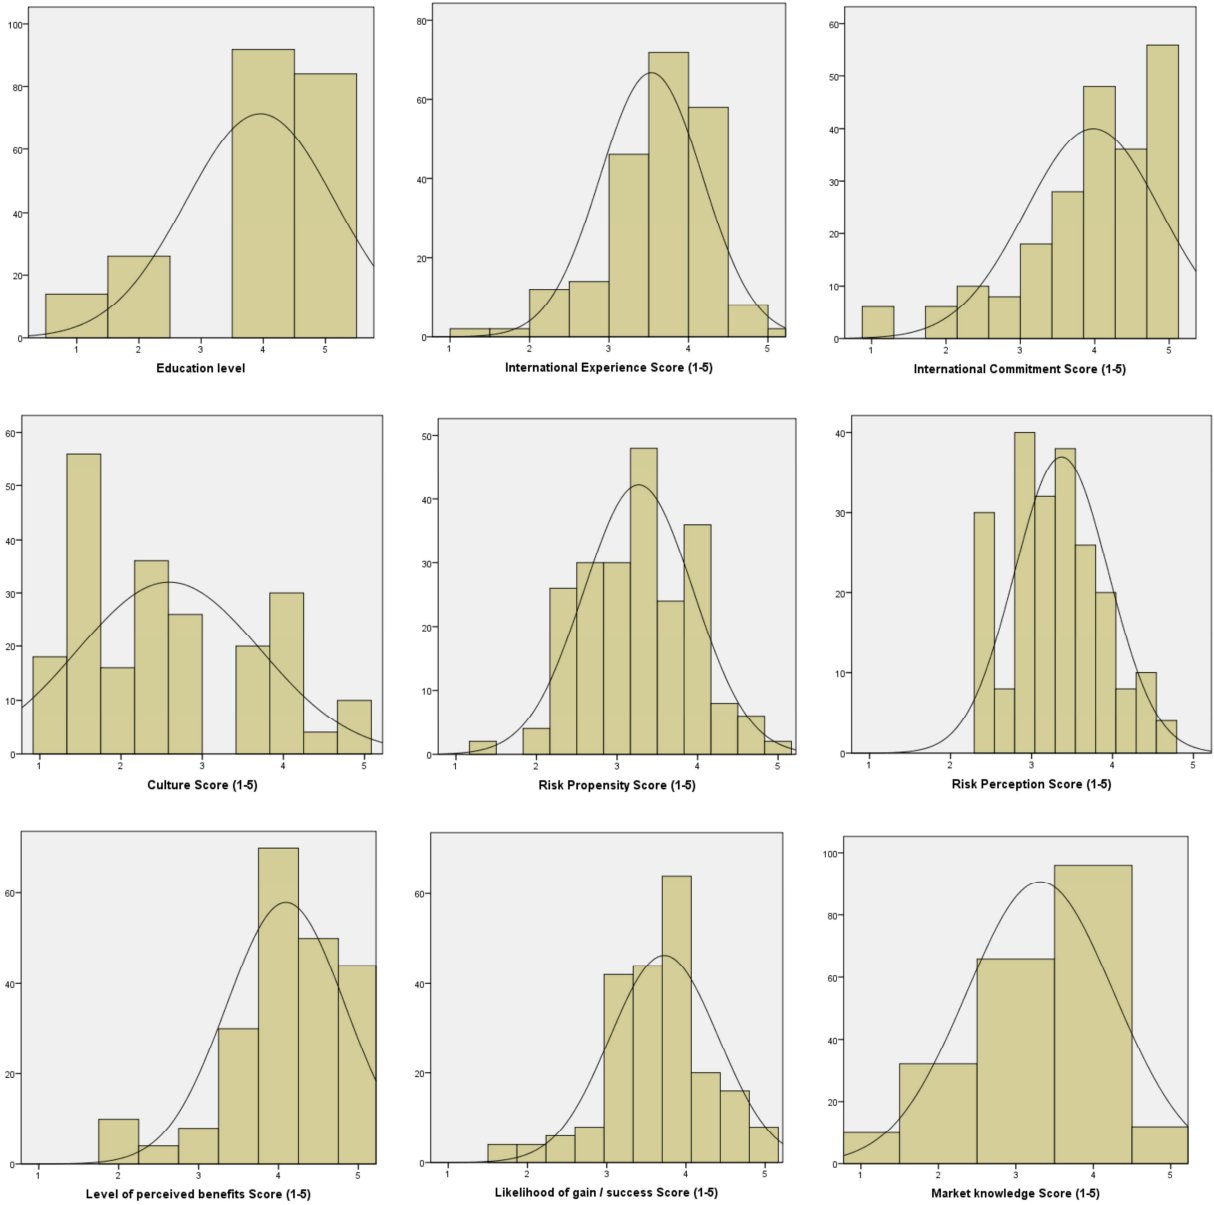 100
80
60
40
20
0
1 2 3 4 5
Education level
80
60
40
20
0
1 2 3 4 5
International Experience Score (1-5)
60
50
40
30
20
10
0
1 2 3 4 5
International Commitment Score (1-5)
60
50
40
30
20
10
0
1 2 3 4 5
Culture Score (1-5)
50
40
30
20
10
0
1 2 3 4 5
Risk Propensity Score (1-5)
40
30
20
10
0
1 2 3 4 5
Risk Perception Score (1-5)
60
40
20
0
1 2 3 4 5
Level of perceived benefits Score (1-5)
60
40
20
0
1 2 3 4 5
Likelihood of gain / success Score (1-5)
100
80
60
40
20
0
1 2 3 4 5
Market knowledge Score (1-5)